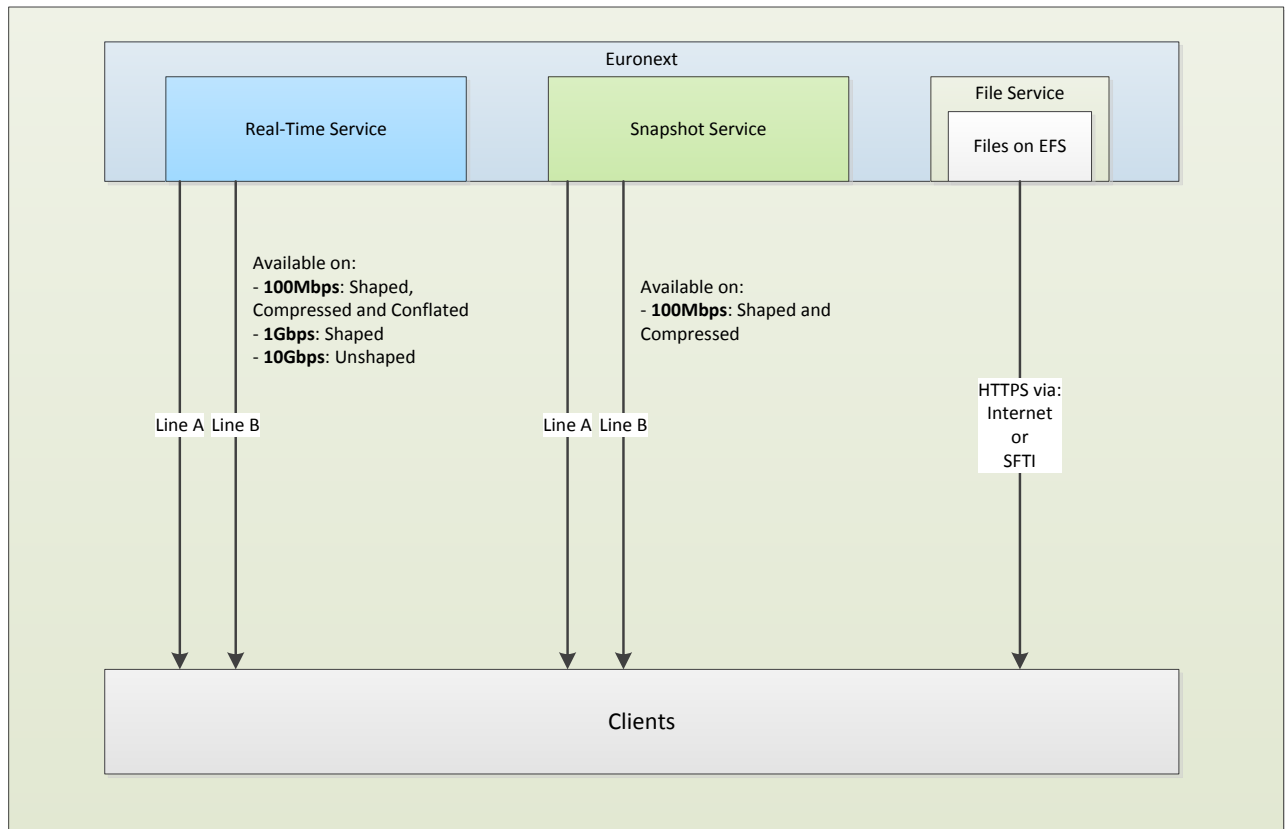 Euronext
Real-Time Service
Snapshot Service
File Service
Files on EFS
Available on:
- 100Mbps: Shaped,
Compressed and Conflated
- 1Gbps: Shaped
- 10Gbps: Unshaped
Available on:
- 100Mbps: Shaped and
Compressed
Line A
Line B
Line A
Line B
HTTPS via:
Internet
or
SFTI
Clients